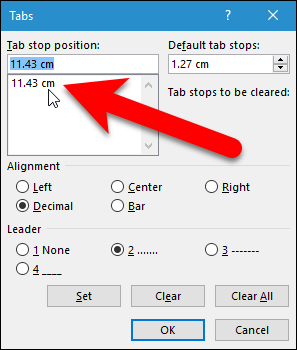 Tabs
Tab stop position: Default tab stops:
11.43 cm 1.27 cm
11.43 cm Tab stops to be cleared:
Alignment
Left Center Right
Decimal Bar
Leader
1 None 2 ....... 3 -------
4 ____
Set Clear Clear All
OK Cancel